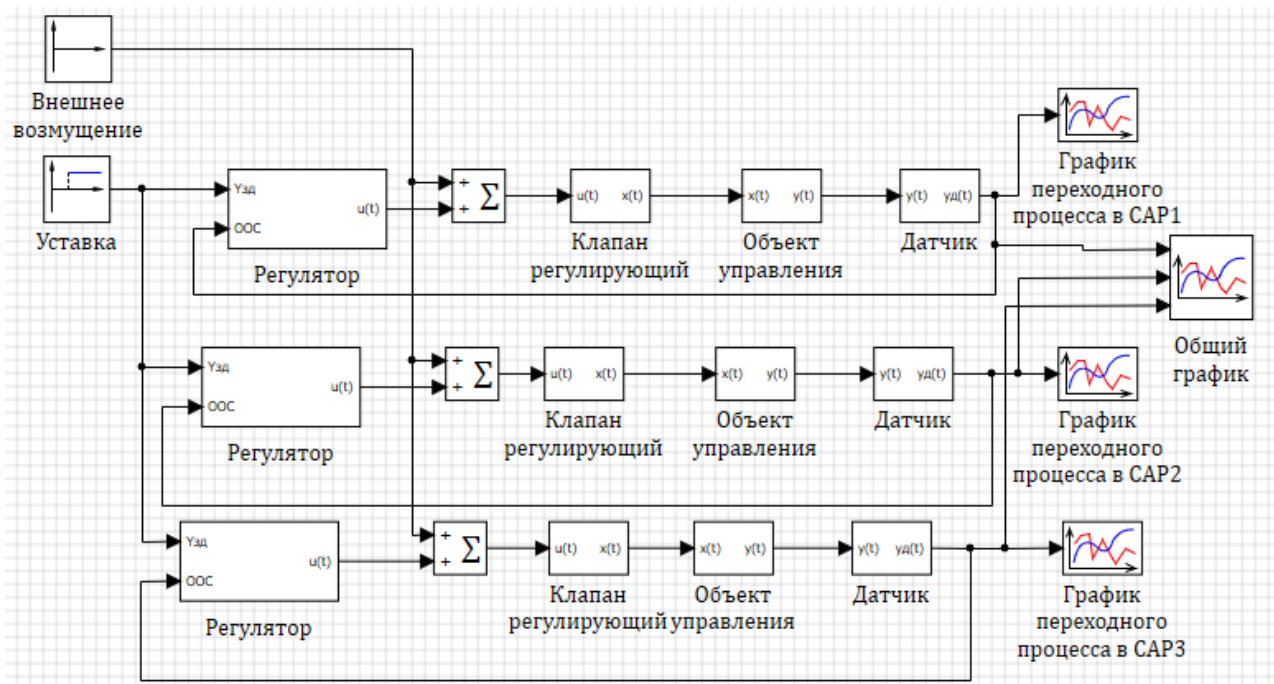 Внешнее
возмущение
Уставка
Yзд
ООС
u(t)
Регулятор
+
+
Σ
u(t) x(t)
Клапан
регулирующий
x(t) y(t)
Объект
управления
y(t) yд(t)
Датчик
График
переходного
процесса в САР1
Общий
график
Yзд
ООС
u(t)
Регулятор
+
+
Σ
u(t) x(t)
Клапан
регулирующий
x(t) y(t)
Объект
управления
y(t) yд(t)
Датчик
График
переходного
процесса в САР2
Yзд
ООС
u(t)
Регулятор
+
+
Σ
u(t) x(t)
Клапан
регулирующий
x(t) y(t)
Объект
управления
y(t) yд(t)
Датчик
График
переходного
процесса в САР3